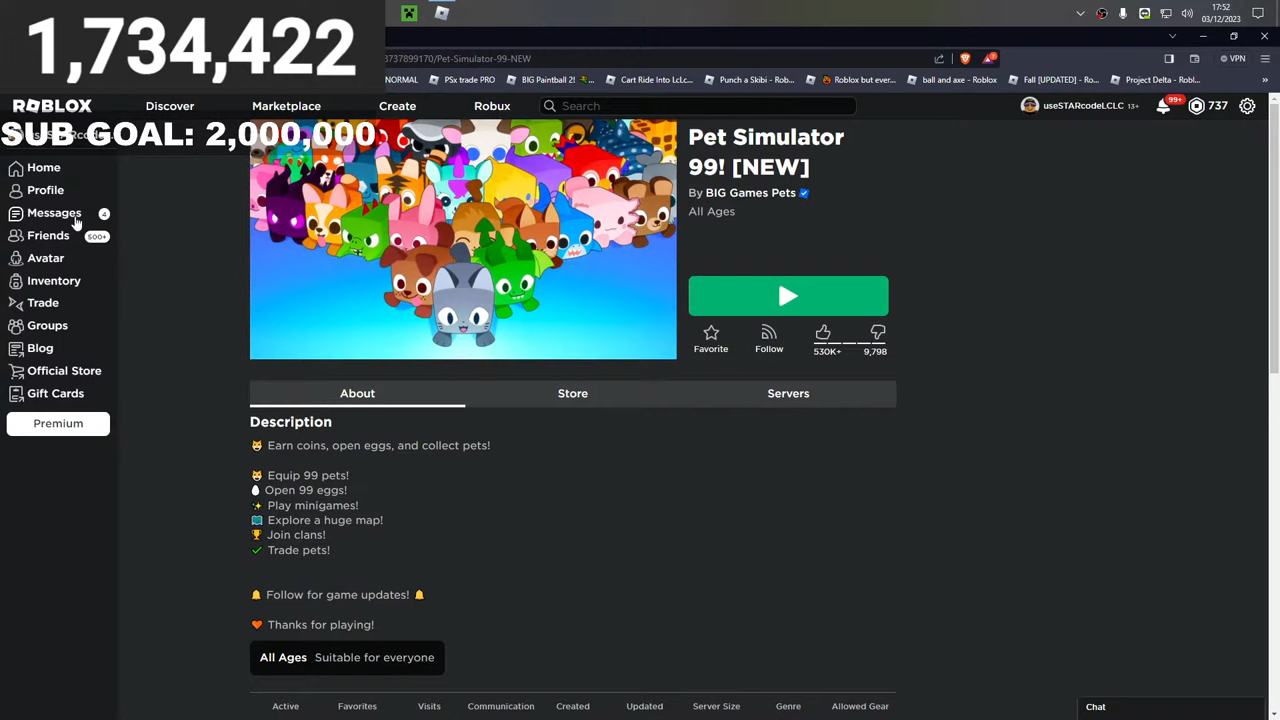 1,734,422
SUB GOAL: 2,000,000
17:52
03/12/2023
3737899170/Pet-Simulator-99-NEW
VPN
NORMAL
PSx trade PRO
BIG Paintball 2!
Cart Ride Into LcLc...
Punch a Skibi - Rob...
Roblox but ever...
ball and axe - Roblox
Fall [UPDATED] - Ro...
Project Delta - Robl...
ROBLOX
Discover
Marketplace
Create
Robux
Search
useSTARcodeLCLC 13+
99+
737
Home
Profile
Messages 4
Friends 500+
Avatar
Inventory
Trade
Groups
Blog
Official Store
Gift Cards
Premium
Pet Simulator
99! [NEW]
By BIG Games Pets
All Ages
Favorite
Follow
530K+
9,798
About
Store
Servers
Description
Earn coins, open eggs, and collect pets!
Equip 99 pets!
Open 99 eggs!
Play minigames!
Explore a huge map!
Join clans!
Trade pets!
Follow for game updates!
Thanks for playing!
All Ages Suitable for everyone
Active
Favorites
Visits
Communication
Created
Updated
Server Size
Genre
Allowed Gear
Chat